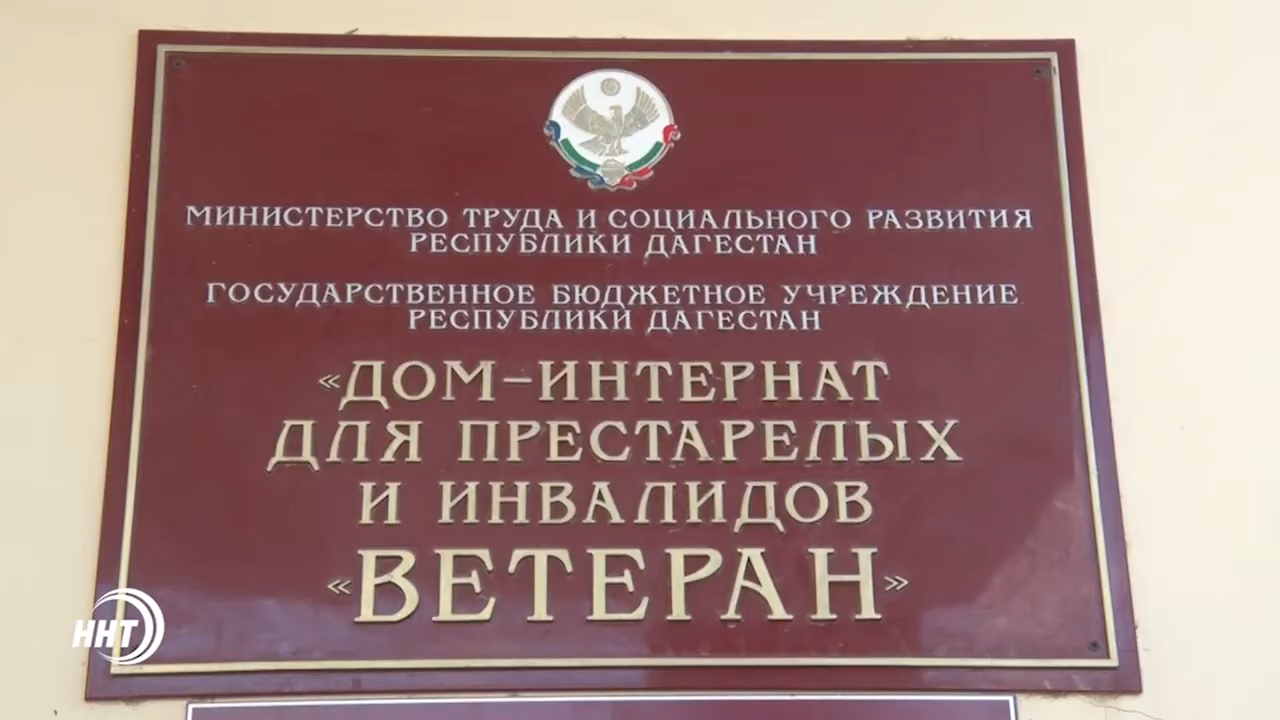 МИНИСТЕРСТВО ТРУДА И СОЦИАЛЬНОГО РАЗВИТИЯ
РЕСПУБЛИКИ ДАГЕСТАН
ГОСУДАРСТВЕННОЕ БЮДЖЕТНОЕ УЧРЕЖДЕНИЕ
РЕСПУБЛИКИ ДАГЕСТАН
«ДОМ-ИНТЕРНАТ
ДЛЯ ПРЕСТАРЕЛЫХ
И ИНВАЛИДОВ
«ВЕТЕРАН»
ННТ